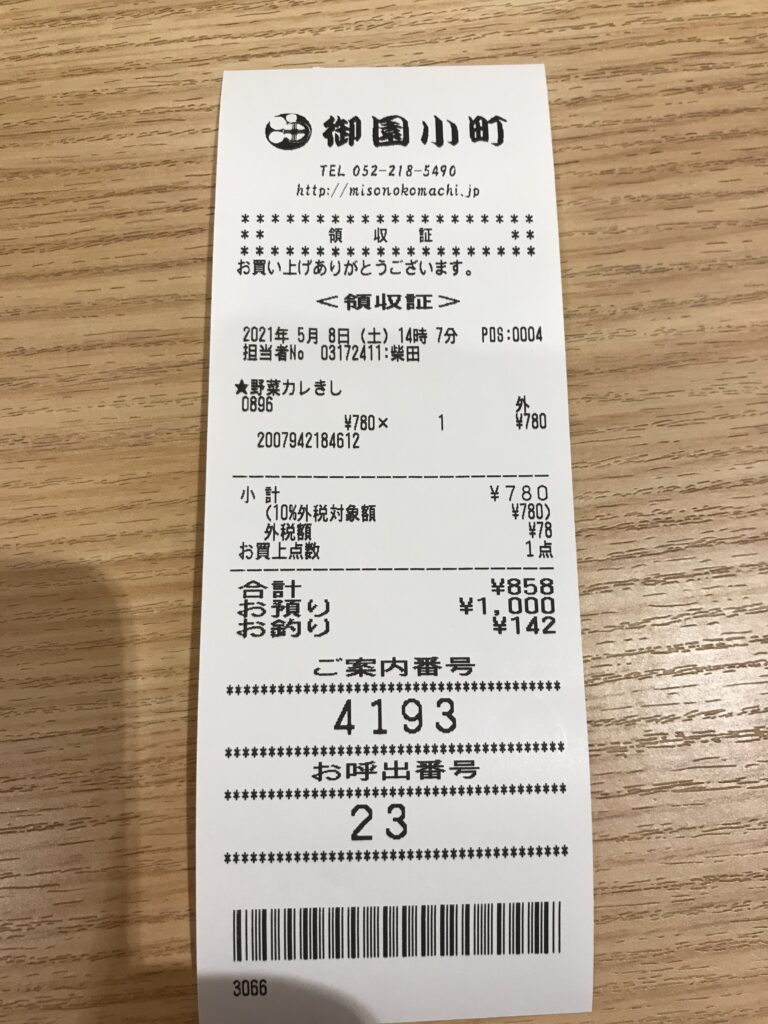 御園小町
TEL 052-218-5490
http://misonokomachi.jp
********************
** 領 収 証 **
********************
お買い上げありがとうございます。
<領収証>
2021年 5月 8日 (土) 14時 7分 POS:0004
担当者No 03172411:柴田
★野菜カレきし
0896 外
¥780× 1 ¥780
2007942184612
小 計 ¥780
(10%外税対象額 ¥780)
外税額 ¥78
お買上点数 1点
合計 ¥858
お預り ¥1,000
お釣り ¥142
ご案内番号
4193
お呼出番号
23
3066